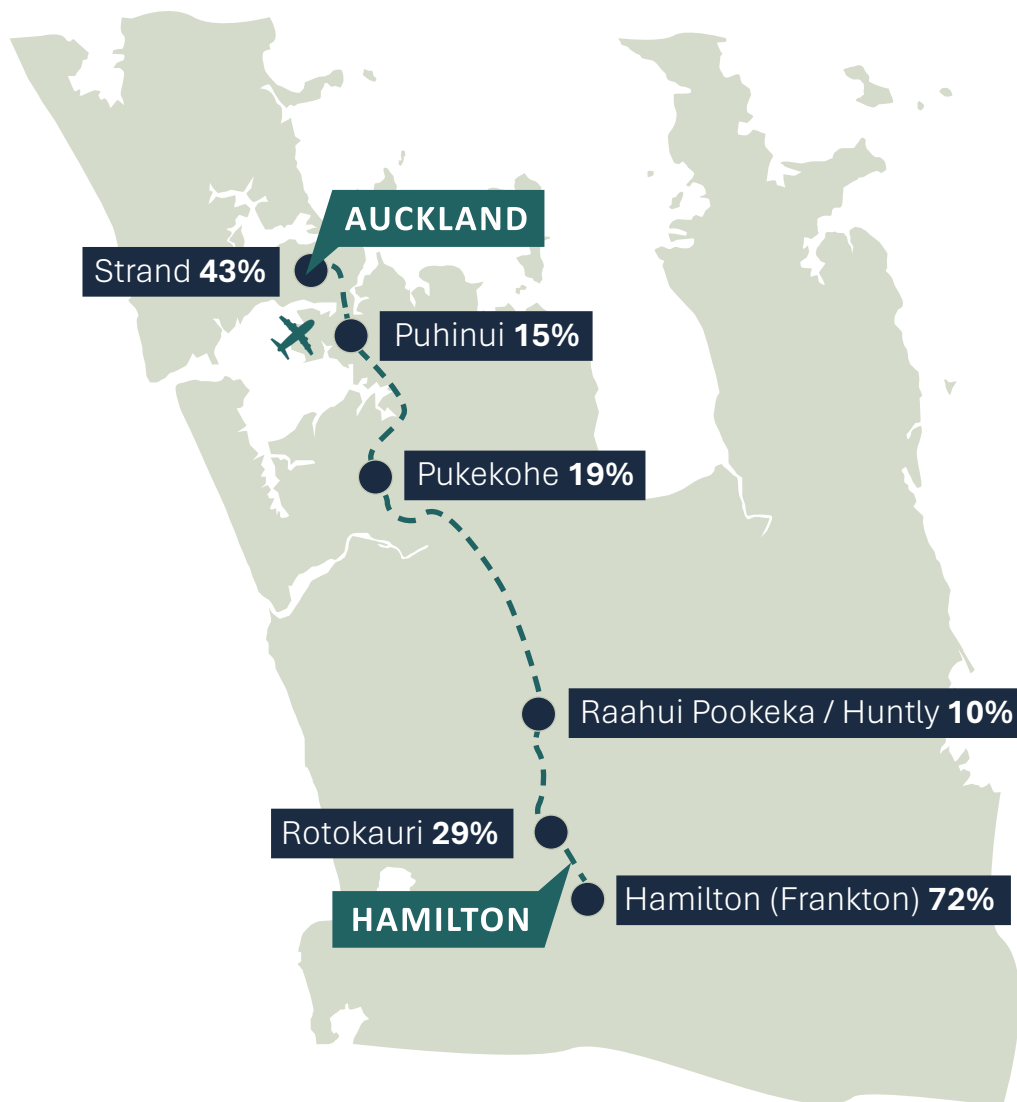 AUCKLAND
Strand 43%
Puhinui 15%
Pukekohe 19%
Raahui Pookeka / Huntly 10%
Rotokauri 29%
Hamilton (Frankton) 72%
HAMILTON